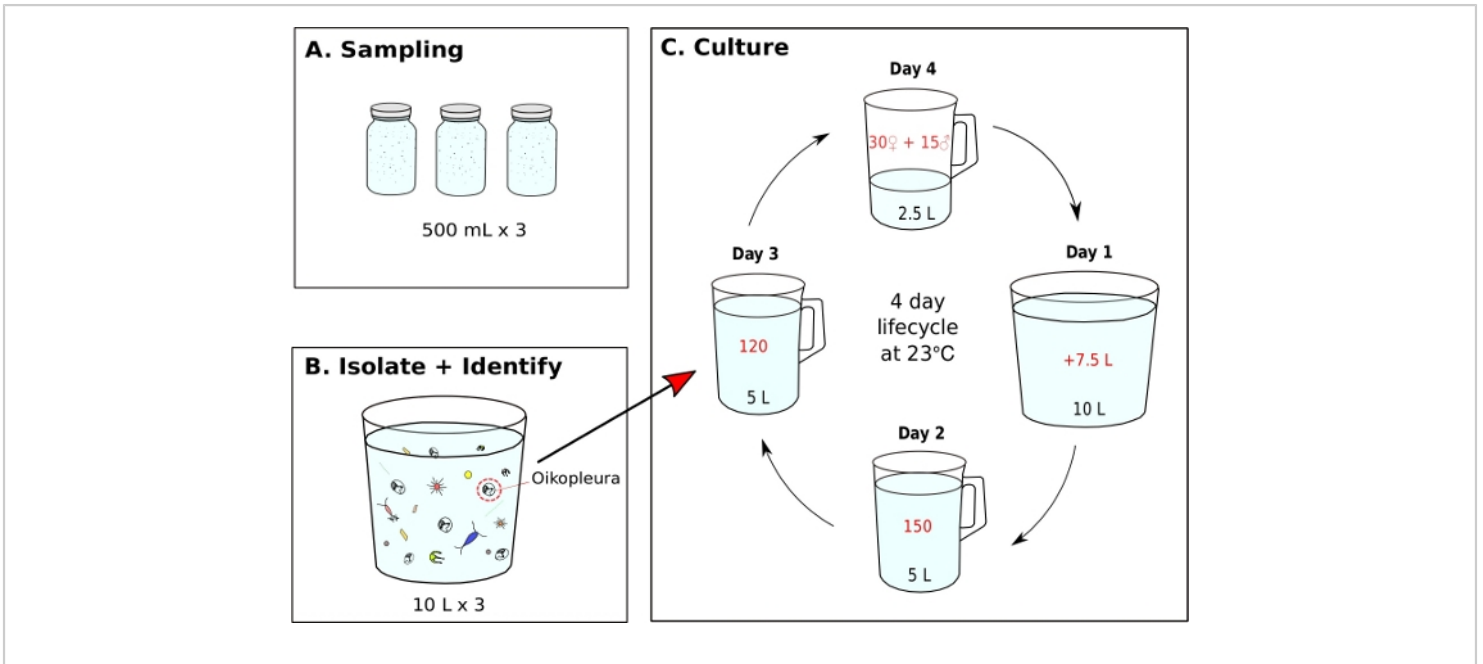 A. Sampling
500 mL x 3
B. Isolate + Identify
Oikopleura
10 L x 3
C. Culture
Day 4
30♀ + 15♂
2.5 L
Day 1
+7.5 L
10 L
Day 2
150
5 L
Day 3
120
5 L
4 day
lifecycle
at 23°C